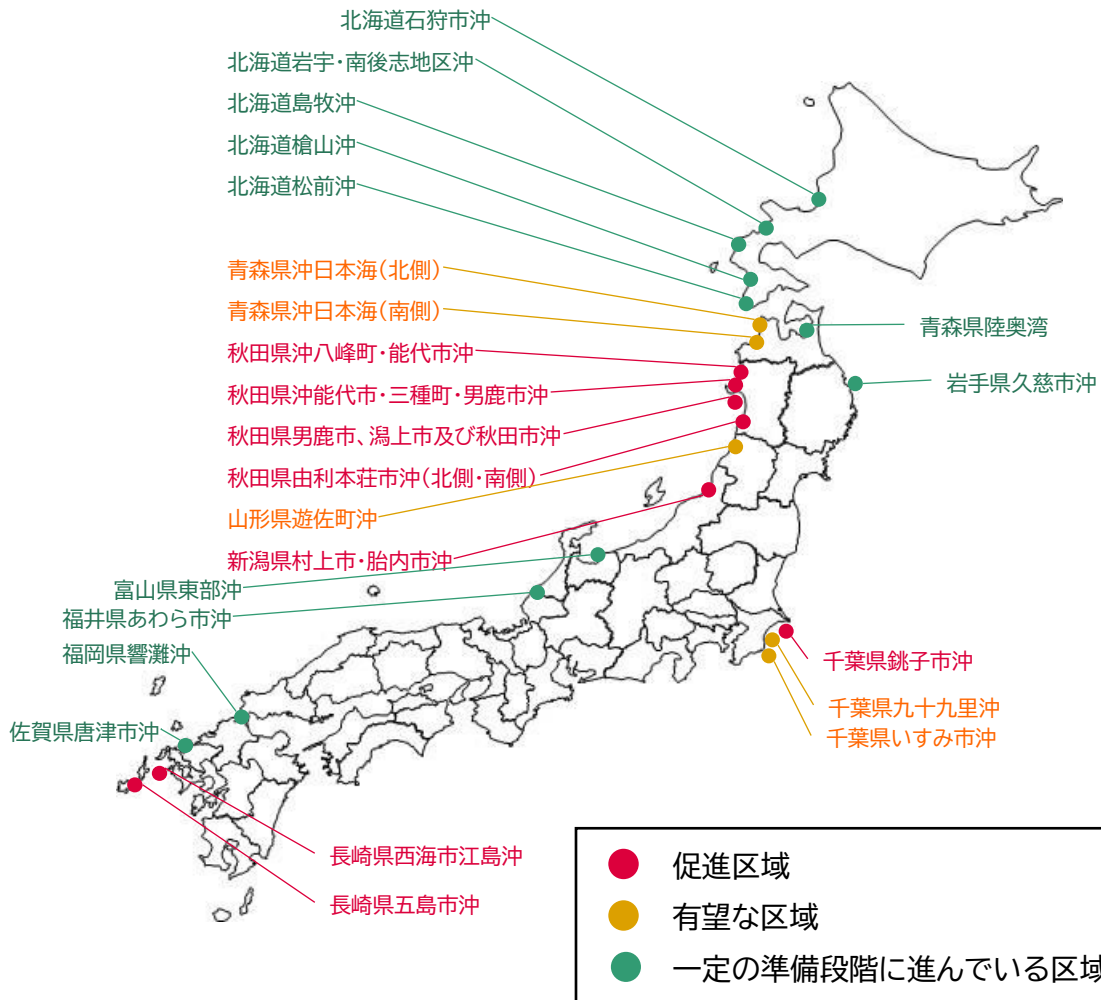 北海道石狩市沖
北海道岩宇・南後志地区沖
北海道島牧沖
北海道檜山沖
北海道松前沖
青森県沖日本海(北側)
青森県沖日本海(南側)
青森県陸奥湾
秋田県沖八峰町・能代市沖
岩手県久慈市沖
秋田県沖能代市・三種町・男鹿市沖
秋田県男鹿市、潟上市及び秋田市沖
秋田県由利本荘市沖(北側・南側)
山形県遊佐町沖
新潟県村上市・胎内市沖
富山県東部沖
福井県あわら市沖
福岡県響灘沖
千葉県銚子市沖
千葉県九十九里沖
佐賀県唐津市沖
千葉県いすみ市沖
長崎県西海市江島沖
長崎県五島市沖
促進区域
有望な区域
一定の準備段階に進んでいる区域